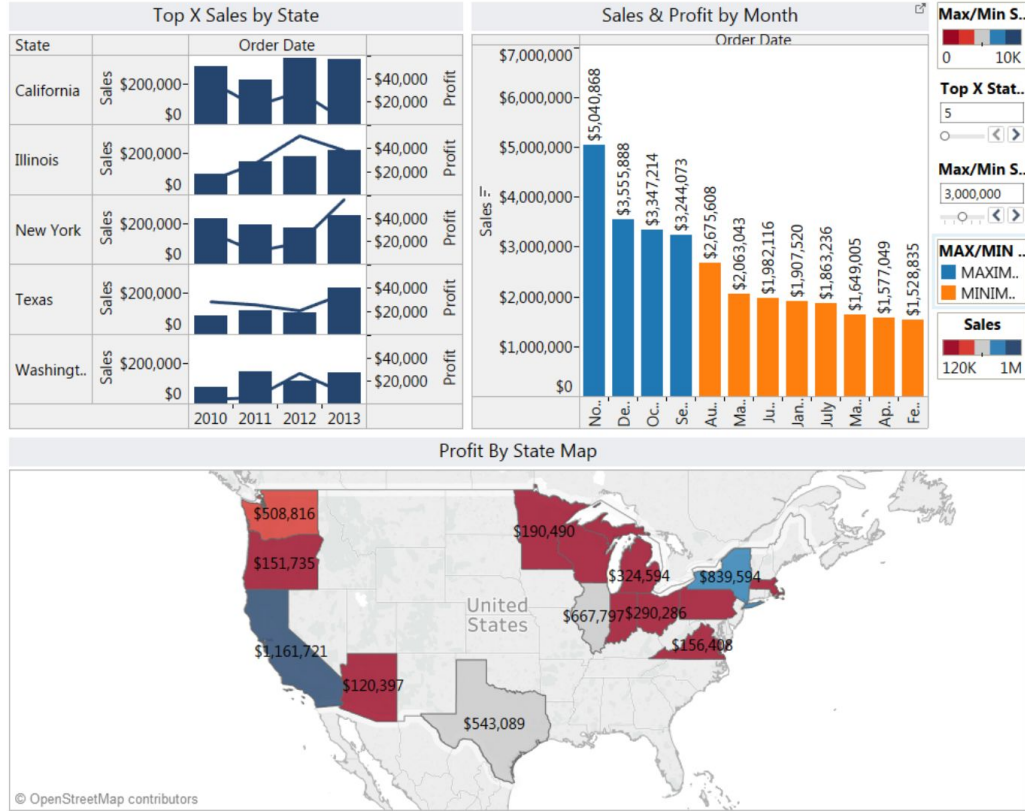 Top X Sales by State
State
Order Date
California
Sales
$200,000
$0
$40,000
$20,000
Profit
Illinois
Sales
$200,000
$0
$40,000
$20,000
Profit
New York
Sales
$200,000
$0
$40,000
$20,000
Profit
Texas
Sales
$200,000
$0
$40,000
$20,000
Profit
Washingt..
Sales
$200,000
$0
$40,000
$20,000
Profit
2010 2011 2012 2013
Sales & Profit by Month
Order Date
Sales
$7,000,000
$6,000,000
$5,000,000
$4,000,000
$3,000,000
$2,000,000
$1,000,000
$0
$5,040,868
$3,555,888
$3,347,214
$3,244,073
$2,675,608
$2,063,043
$1,982,116
$1,907,520
$1,863,236
$1,649,005
$1,577,049
$1,528,835
No.. De.. Oc.. Se.. Au.. Ma.. Ju.. Jan.. July Ma.. Ap.. Fe..
Max/Min S..
0 10K
Top X Stat..
5
Max/Min S..
3,000,000
MAX/MIN ..
MAXIM..
MINIM..
Sales
120K 1M
Profit By State Map
$508,816
$151,735
$1,161,721
$120,397
$543,089
$190,490
$324,594
$667,797
$290,286
$839,594
$156,408
United
States
© OpenStreetMap contributors